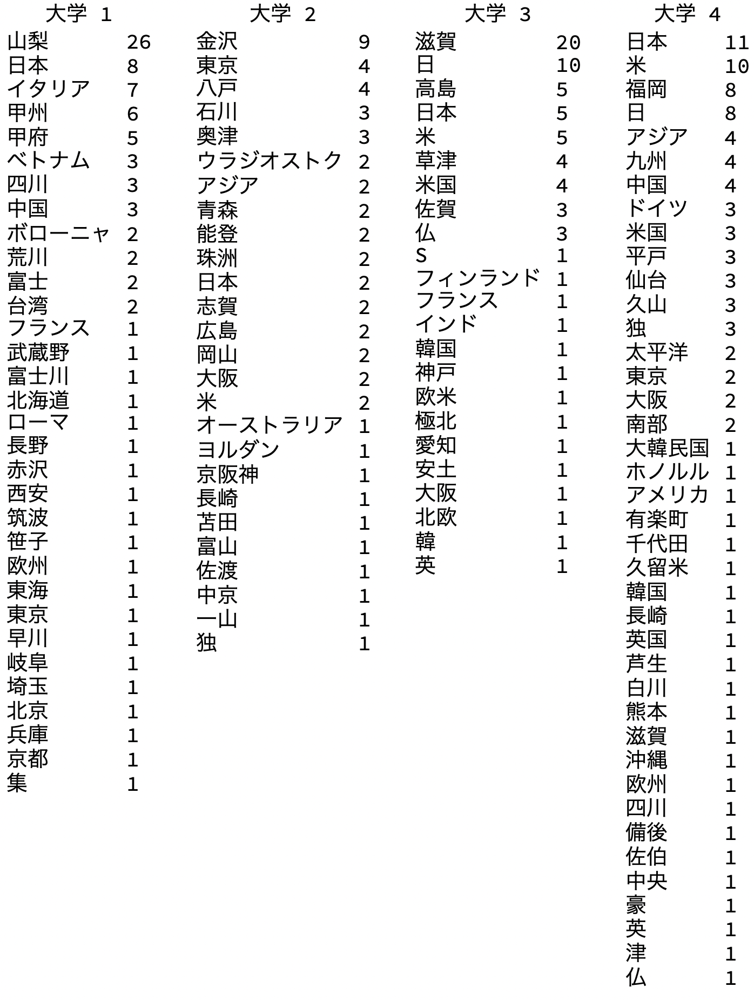 大学 1
山梨 26
日本 8
イタリア 7
甲州 6
甲府 5
ベトナム 3
四川 3
中国 3
ボローニャ 2
荒川 2
富士 2
台湾 2
フランス 1
武蔵野 1
富士川 1
北海道 1
ローマ 1
長野 1
赤沢 1
西安 1
筑波 1
笹子 1
欧州 1
東海 1
東京 1
早川 1
岐阜 1
埼玉 1
北京 1
兵庫 1
京都 1
集 1
大学 2
金沢 9
東京 4
八戸 4
石川 3
奥津 3
ウラジオストク 2
アジア 2
青森 2
能登 2
珠洲 2
日本 2
志賀 2
広島 2
岡山 2
大阪 2
米 2
オーストラリア 1
ヨルダン 1
京阪神 1
長崎 1
苫田 1
富山 1
佐渡 1
中京 1
一山 1
独 1
大学 3
滋賀 20
日 10
高島 5
日本 5
米 5
草津 4
米国 4
佐賀 3
仏 3
S 1
フィンランド 1
フランス 1
インド 1
韓国 1
神戸 1
欧米 1
極北 1
愛知 1
安土 1
大阪 1
北欧 1
韓 1
英 1
大学 4
日本 11
米 10
福岡 8
日 8
アジア 4
九州 4
中国 4
ドイツ 3
米国 3
平戸 3
仙台 3
久山 3
独 3
太平洋 2
東京 2
大阪 2
南部 2
大韓民国 1
ホノルル 1
アメリカ 1
有楽町 1
千代田 1
久留米 1
韓国 1
長崎 1
英国 1
芦生 1
白川 1
熊本 1
滋賀 1
沖縄 1
欧州 1
四川 1
備後 1
佐伯 1
中央 1
豪 1
英 1
津 1
仏 1